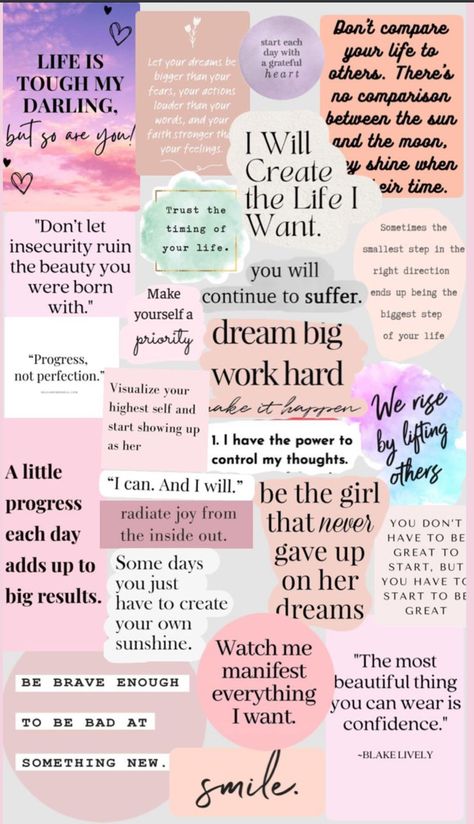 LIFE IS
TOUGH MY
DARLING,
but so are you!
Let your dreams be
bigger than your
fears, your actions
louder than your
words, and your
faith stronger than
your feelings.
start each day
with a grateful
heart
Don't compare
your life to
others. There's
no comparison
between the sun
and the moon,
shine when
their time.
I Will
Create
the Life I
Want.
Trust the
timing of
your life.
"Don't let
insecurity ruin
the beauty you
were born
with."
Sometimes the
smallest step in the
right direction
ends up being the
biggest step
of your life
you will
continue to suffer.
Make
yourself a
priority
dream big
work hard
make it happen
"Progress,
not perfection."
Visualize your
highest self and
start showing up
as her
We rise
by lifting
others
1. I have the power to
control my thoughts.
A little
progress
each day
adds up to
big results.
"I can. And I will."
be the girl
that never
gave up
on her
dreams
radiate joy from
the inside out.
YOU DON'T
HAVE TO BE
GREAT TO
START, BUT
YOU HAVE TO
START TO BE
GREAT
Some days
you just
have to create
your own
sunshine.
Watch me
manifest
everything
I want.
"The most
beautiful thing
you can wear is
confidence."
~BLAKE LIVELY
BE BRAVE ENOUGH
TO BE BAD AT
SOMETHING NEW.
smile.